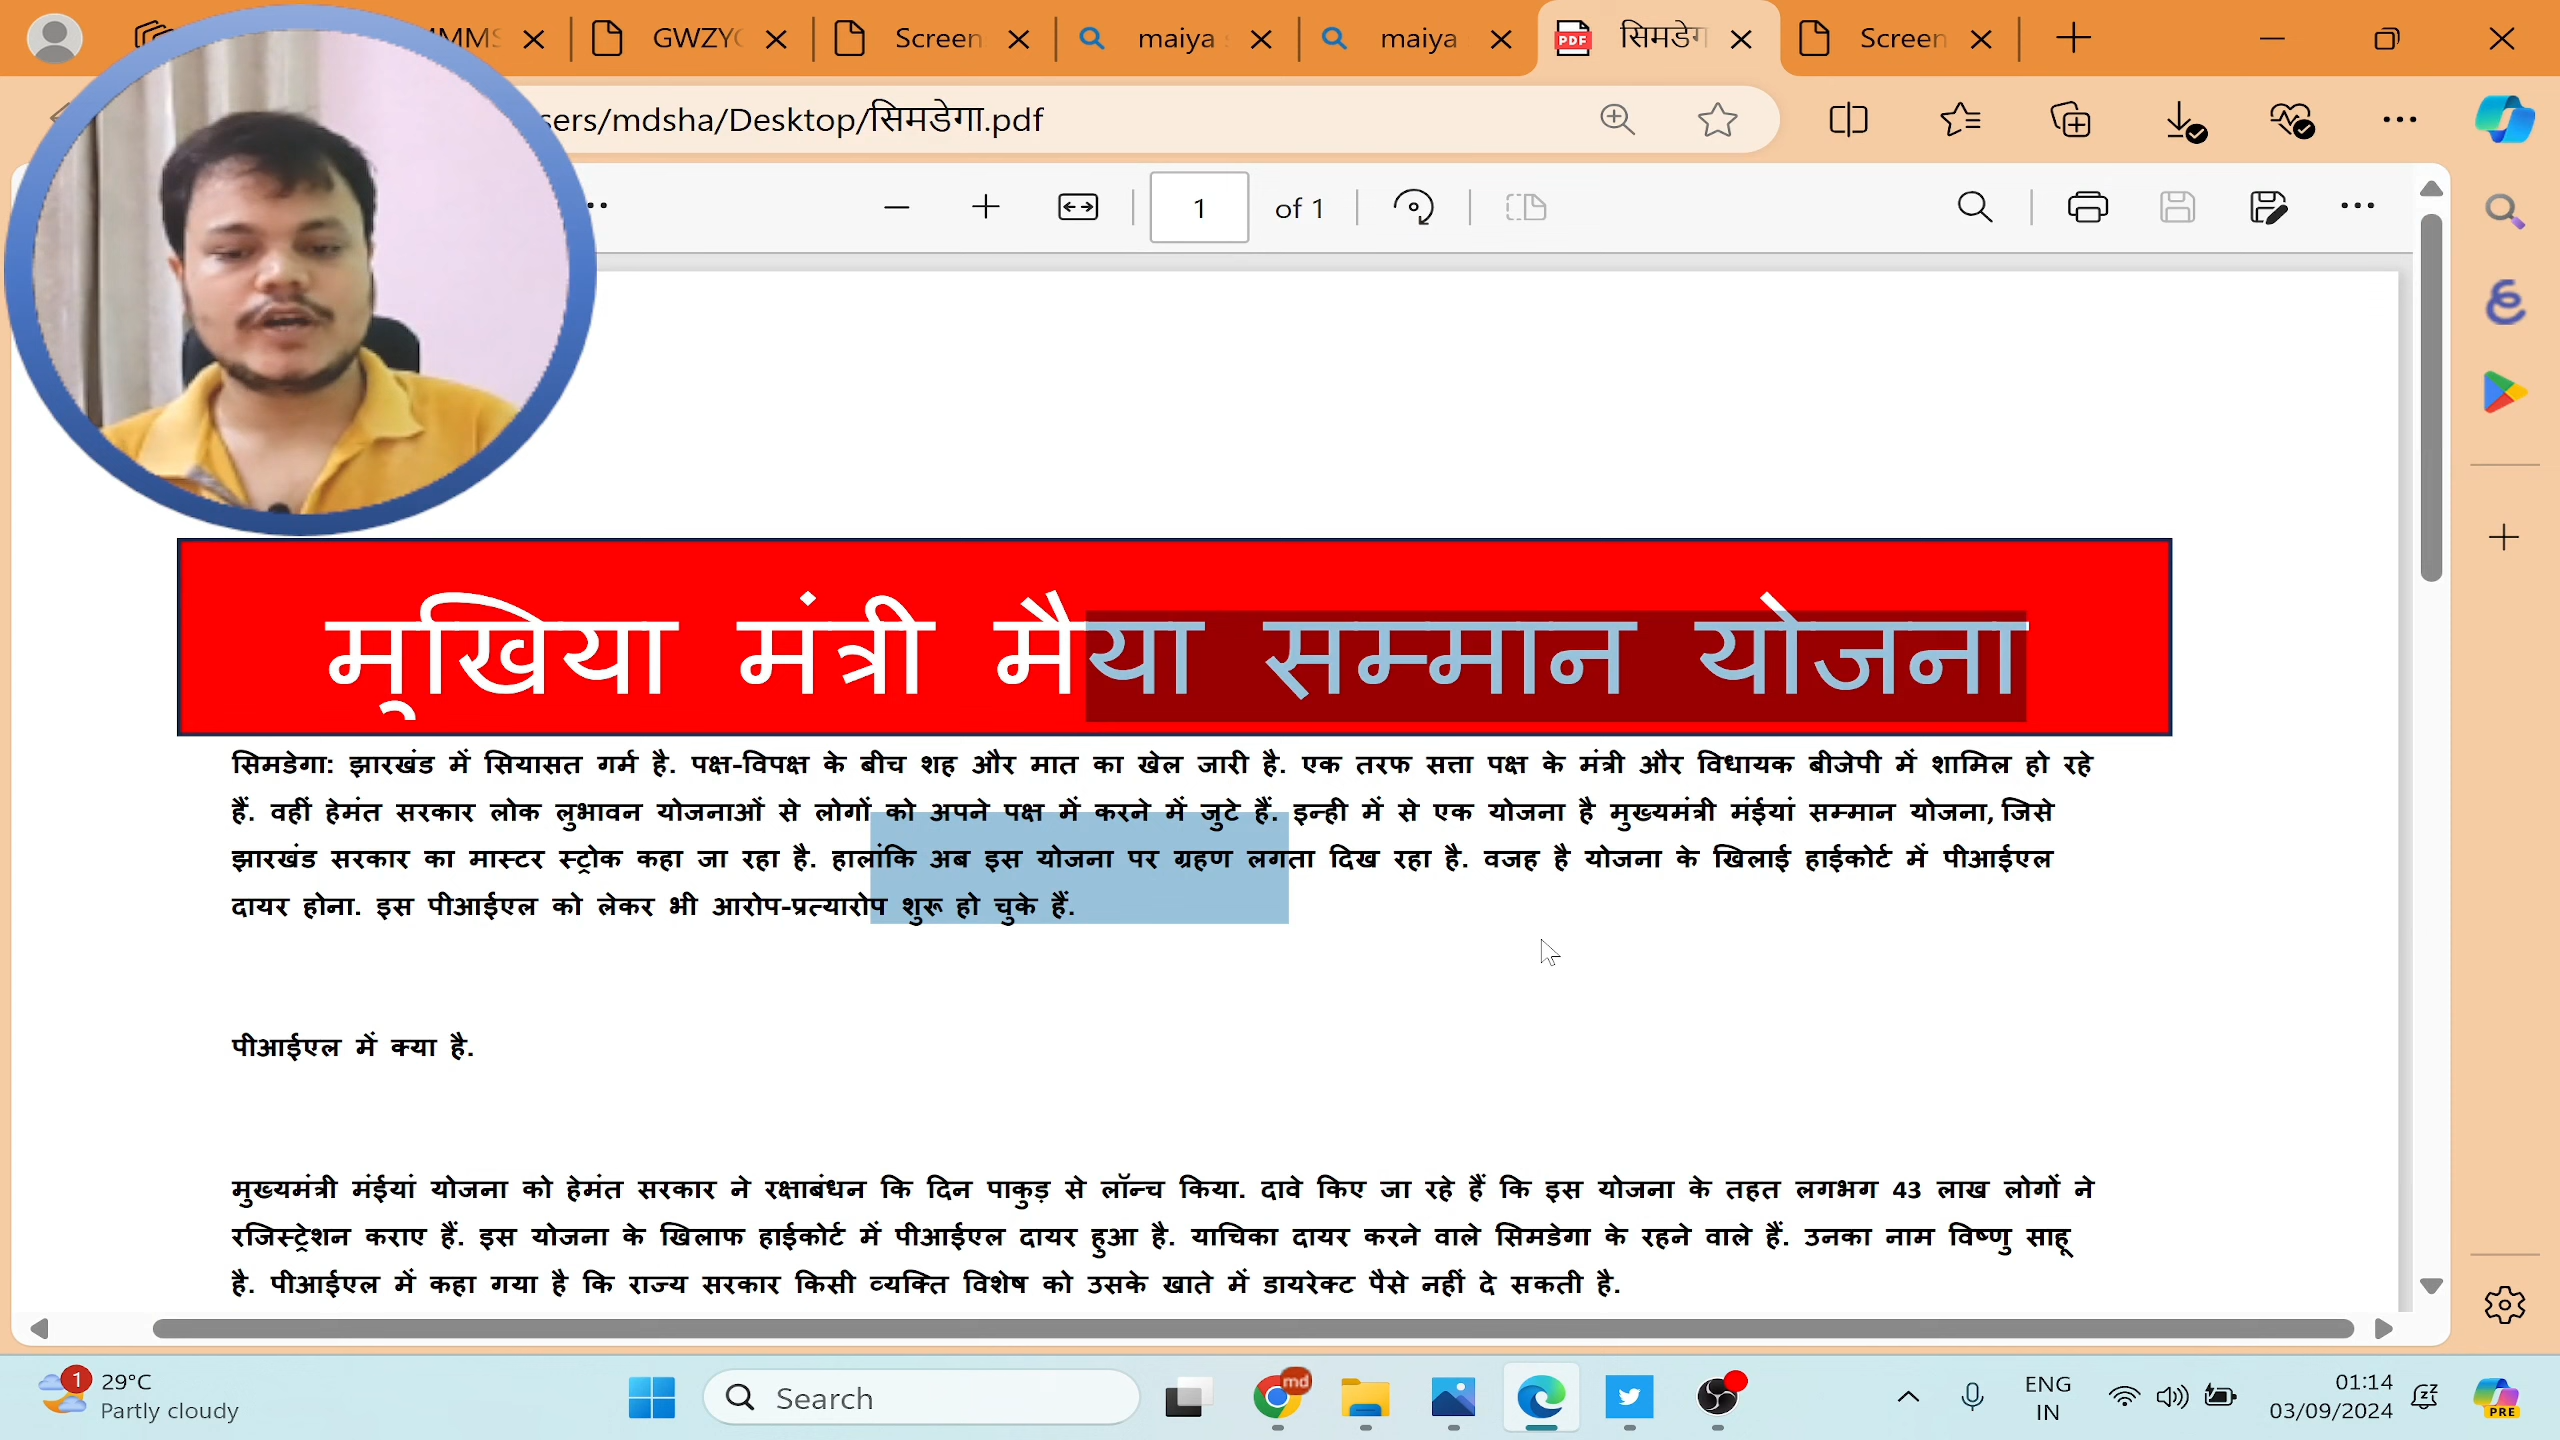 GWZYC
Screen
maiya
maiya
सिमडेग
Screen
sers/mdsha/Desktop/सिमडेगा.pdf
1 of 1
मुखिया मंत्री मैया सम्मान योजना
सिमडेगा: झारखंड में सियासत गर्म है. पक्ष-विपक्ष के बीच शह और मात का खेल जारी है. एक तरफ सत्ता पक्ष के मंत्री और विधायक बीजेपी में शामिल हो रहे
हैं. वहीं हेमंत सरकार लोक लुभावन योजनाओं से लोगों को अपने पक्ष में करने में जुटे हैं. इन्ही में से एक योजना है मुख्यमंत्री मंईयां सम्मान योजना, जिसे
झारखंड सरकार का मास्टर स्ट्रोक कहा जा रहा है. हालांकि अब इस योजना पर ग्रहण लगता दिख रहा है. वजह है योजना के खिलाई हाईकोर्ट में पीआईएल
दायर होना. इस पीआईएल को लेकर भी आरोप-प्रत्यारोप शुरू हो चुके हैं.
पीआईएल में क्या है.
मुख्यमंत्री मंईयां योजना को हेमंत सरकार ने रक्षाबंधन कि दिन पाकुड़ से लॉन्च किया. दावे किए जा रहे हैं कि इस योजना के तहत लगभग 43 लाख लोगों ने
रजिस्ट्रेशन कराए हैं. इस योजना के खिलाफ हाईकोर्ट में पीआईएल दायर हुआ है. याचिका दायर करने वाले सिमडेगा के रहने वाले हैं. उनका नाम विष्णु साहू
है. पीआईएल में कहा गया है कि राज्य सरकार किसी व्यक्ति विशेष को उसके खाते में डायरेक्ट पैसे नहीं दे सकती है.
1
29°C
Partly cloudy
Search
md
ENG
IN
01:14
03/09/2024
PRE